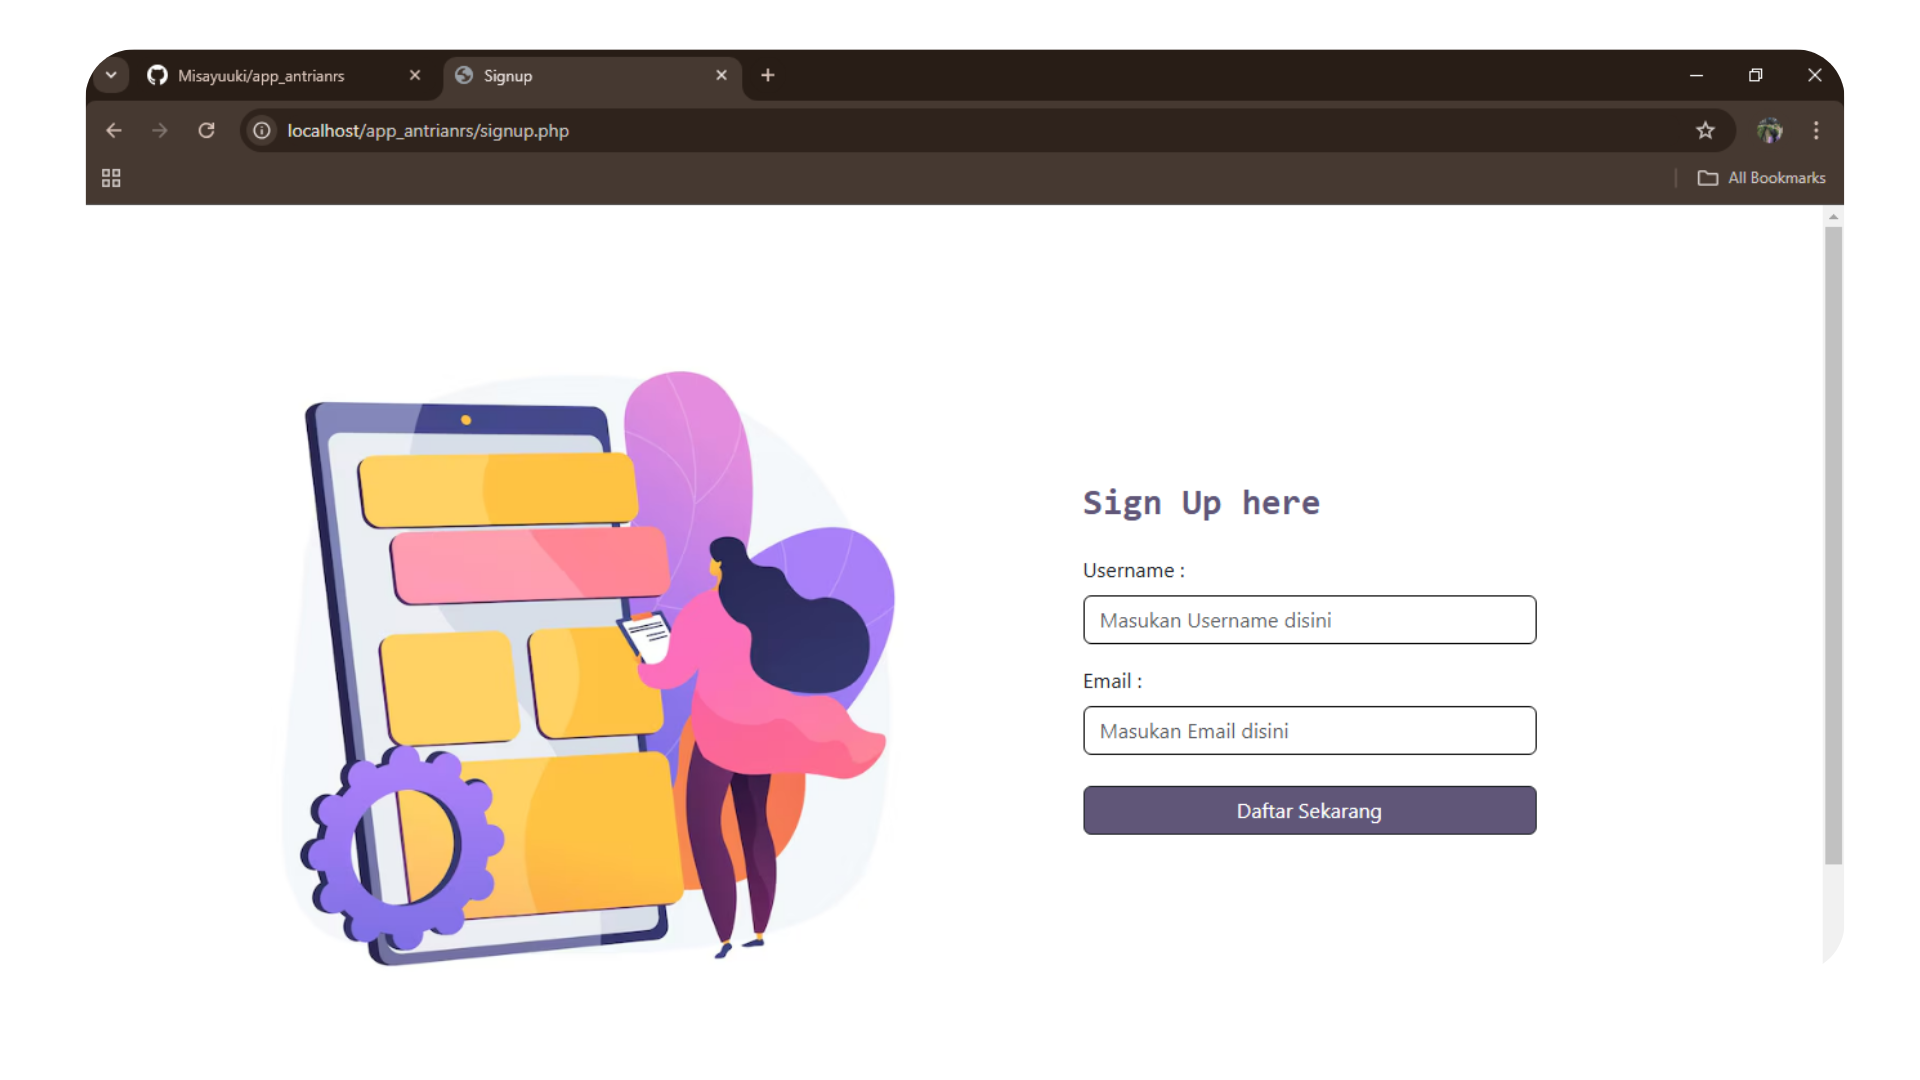 Misayuuki/app_antrianrs
Signup
localhost/app_antrianrs/signup.php
All Bookmarks
Sign Up here
Username :
Masukan Username disini
Email :
Masukan Email disini
Daftar Sekarang